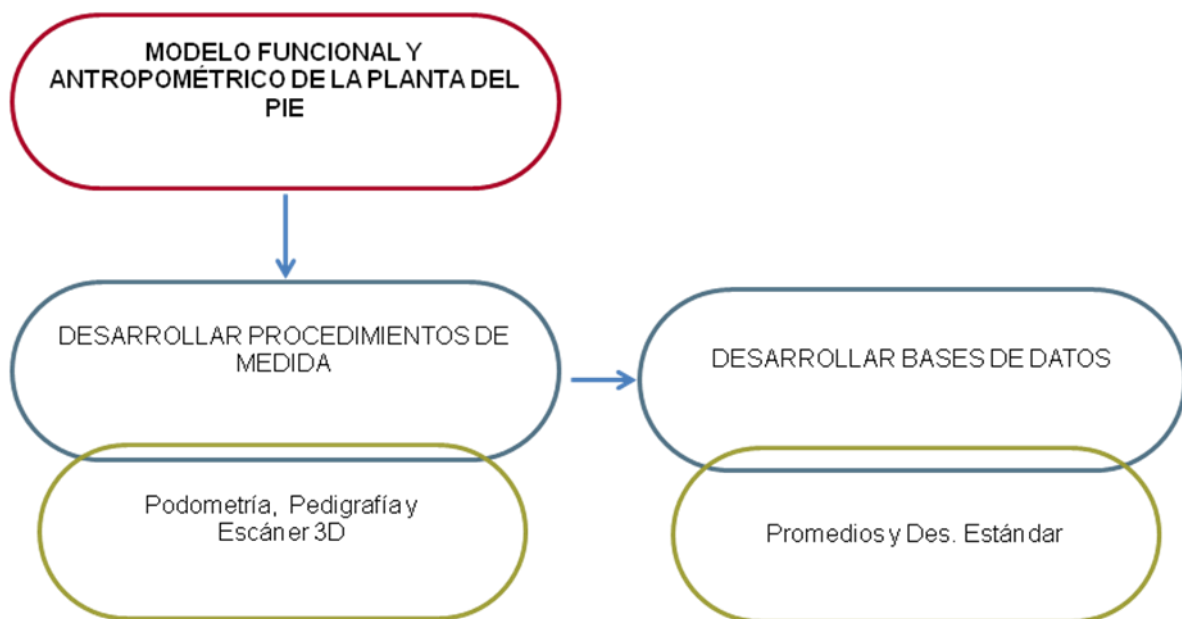 MODELO FUNCIONAL Y
ANTROPOMÉTRICO DE LA PLANTA DEL
PIE
DESARROLLAR PROCEDIMIENTOS DE
MEDIDA
DESARROLLAR BASES DE DATOS
Podometría, Pedigrafía y
Escáner 3D
Promedios y Des. Estándar